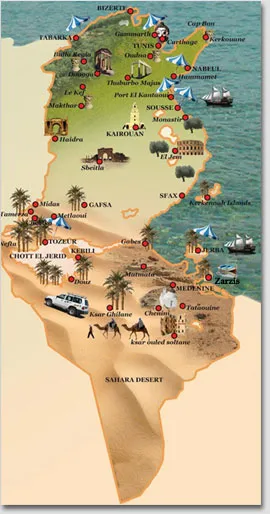 BIZERTE
Cap Bon
Gammarth
TABARKA
Carthage
TUNIS
Kerkouane
Bulla Regia
Oudna
NABEUL
Dougga
Thuburbo Majus
Hammamet
Le Kef
Port El Kantaoui
Makthar
SOUSSE
Monastir
KAIROUAN
Haidra
El Jem
Sbeitla
SFAX
Midas
GAFSA
Kerkennah Islands
Tamerza
Metlaoui
Nefta
TOZEUR
Gabes
KEBILI
JERBA
CHOTT EL JERID
Matmata
Douz
Zarzis
MEDENINE
Chenini
Tataouine
Ksar Ghilane
ksar ouled soltane
SAHARA DESERT